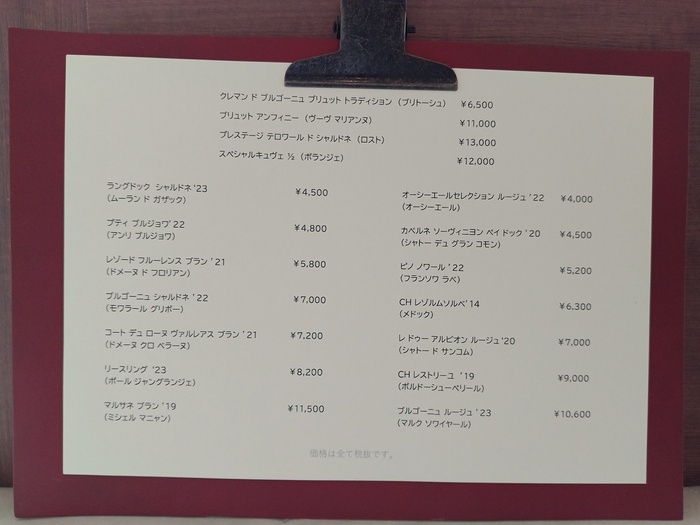 クレマン ド ブルゴーニュ ブリュット トラディション（ブリトーシュ） ¥6,500
ブリュット アンフィニー（ヴーヴ マリアンヌ） ¥11,000
プレステージ テロワール ド シャルドネ（ロスト） ¥13,000
スペシャルキュヴェ ½（ボランジェ） ¥12,000
ラングドック シャルドネ '23 ¥4,500
（ムーラン ド ガザック）
プティ ブルジョワ'22 ¥4,800
（アンリ ブルジョワ）
レゾード フルーレンス ブラン '21 ¥5,800
（ドメーヌ ド フロリアン）
ブルゴーニュ シャルドネ '22 ¥7,000
（モワラール グリボー）
コート デュ ローヌ ヴァルレアス ブラン '21 ¥7,200
（ドメーヌ クロ ペラーヌ）
リースリング '23 ¥8,200
（ポール ジャングランジェ）
マルサネ ブラン '19 ¥11,500
（ミシェル マニャン）
オーシーエールセレクション ルージュ '22 ¥4,000
（オーシーエール）
カベルネ ソーヴィニヨン ペイ ドック '20 ¥4,500
（シャトー デュ グラン コモン）
ピノ ノワール '22 ¥5,200
（フランソワ ラベ）
CH レゾルムソルベ'14 ¥6,300
（メドック）
レ ドゥー アルビオン ルージュ '20 ¥7,000
（シャトー ド サンコム）
CH レストリーユ '19 ¥9,000
（ボルドーシューペリール）
ブルゴーニュ ルージュ '23 ¥10,600
（マルク ソワイヤール）
価格は全て税抜です。